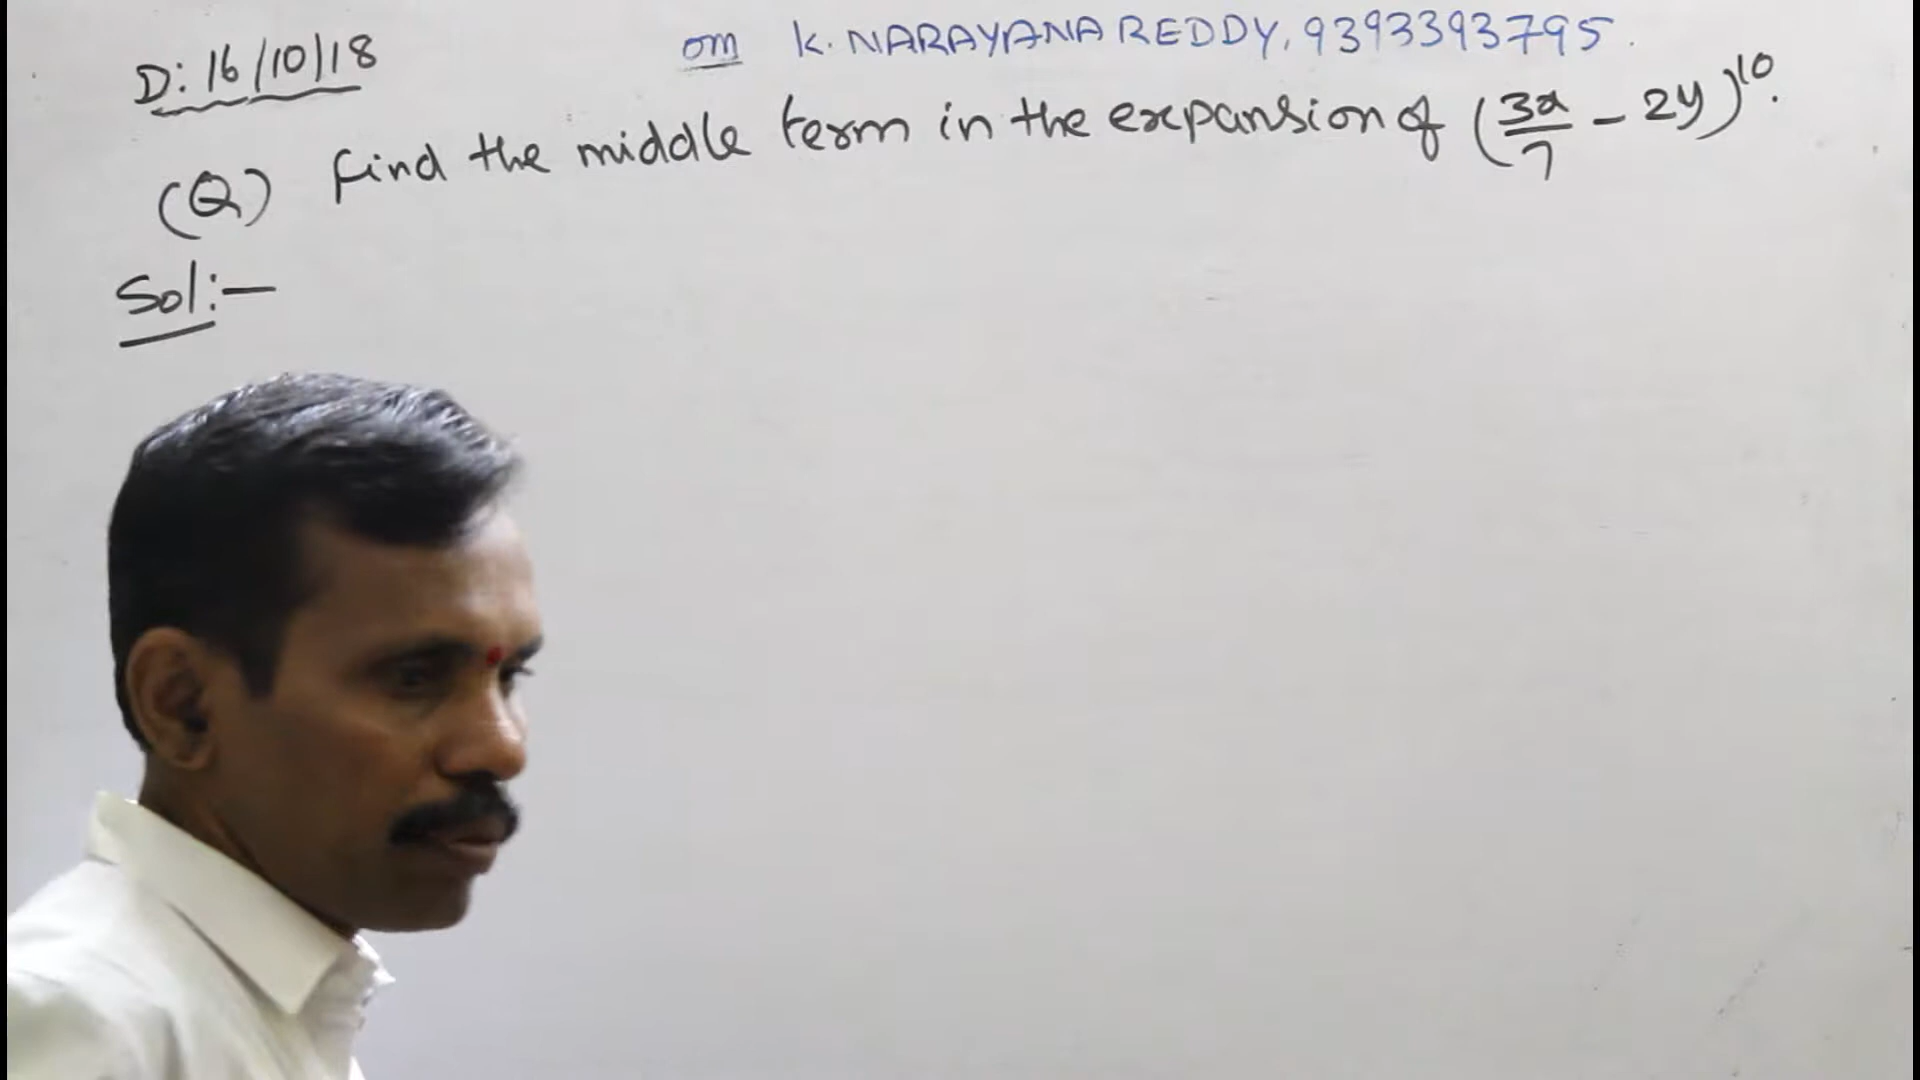 D: 16/10/18
om K. NARAYANA REDDY, 9393393795.
(Q) Find the middle term in the expansion of (3x/7 - 2y)^10.
Sol:-